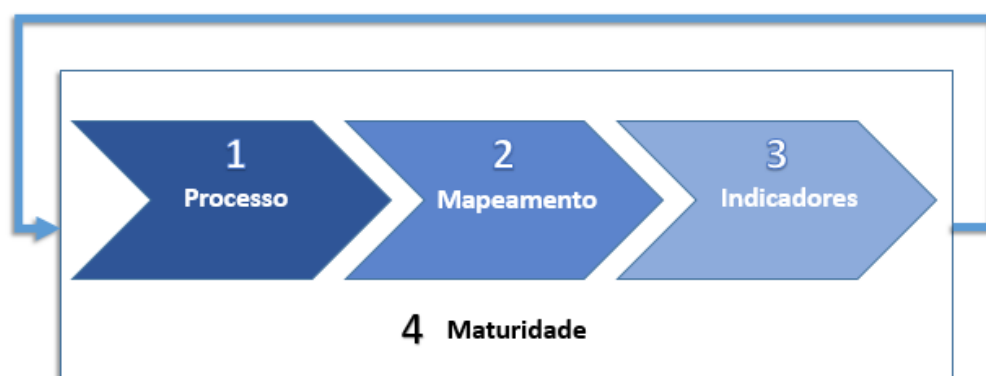 1
Processo
2
Mapeamento
3
Indicadores
4 Maturidade